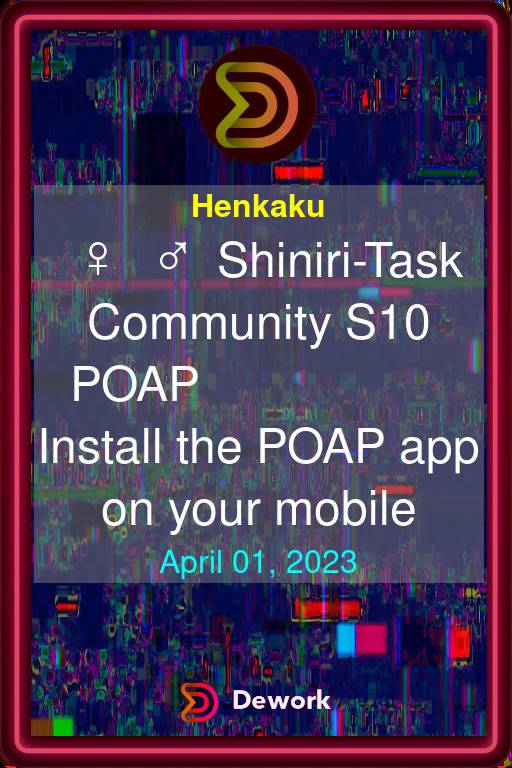 Henkaku
♀ ♂ Shiniri-Task
Community S10
POAP
Install the POAP app
on your mobile
April 01, 2023
Dework